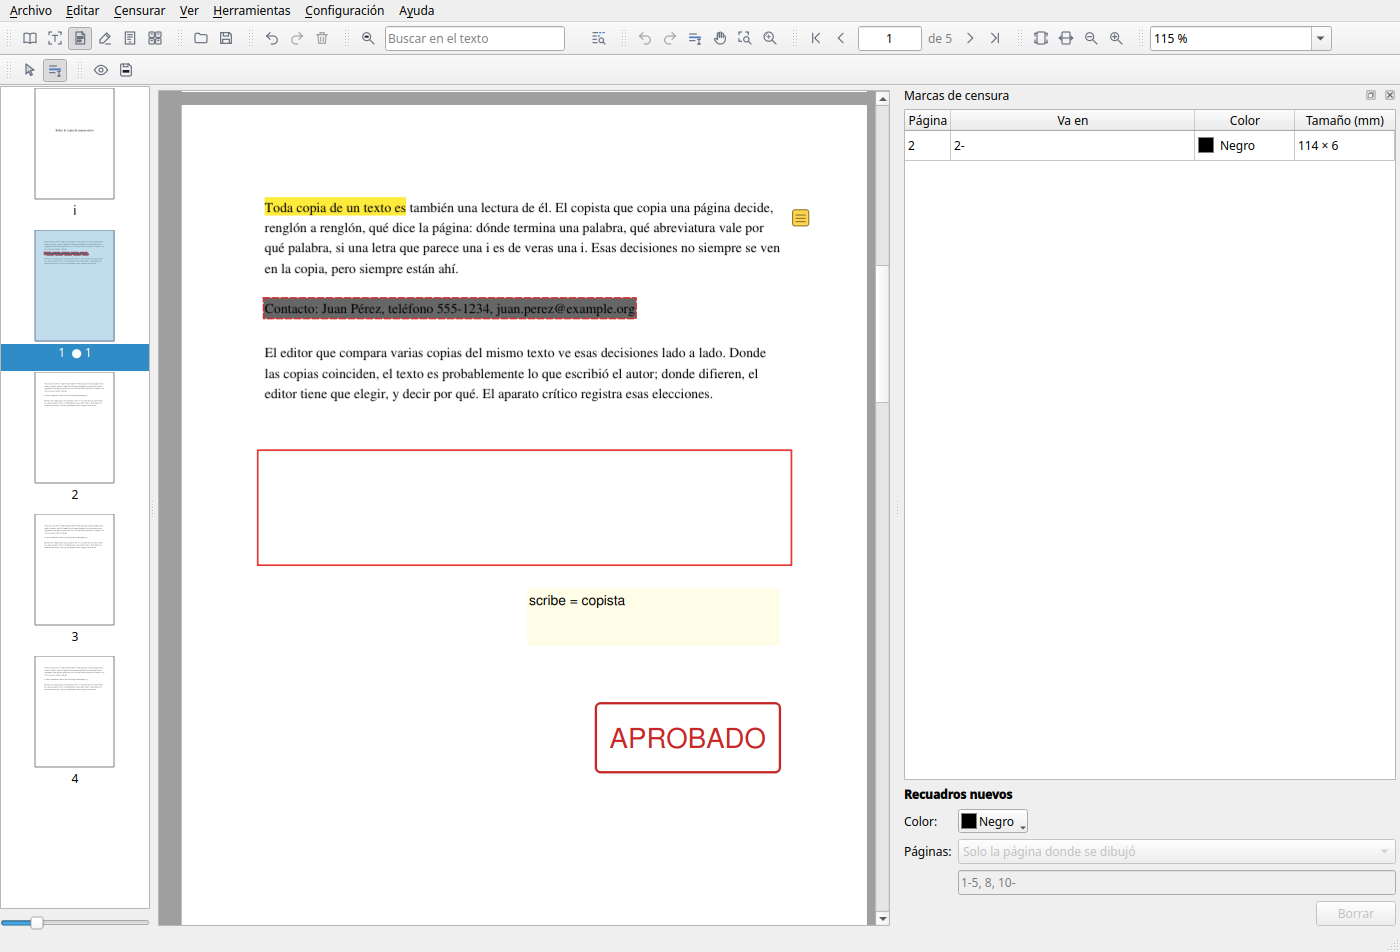 Archivo Editar Censurar Ver Herramientas Configuración Ayuda
Buscar en el texto
1
de 5
115 %
i
1 1
2
3
4
Toda copia de un texto es también una lectura de él. El copista que copia una página decide,
renglón a renglón, qué dice la página: dónde termina una palabra, qué abreviatura vale por
qué palabra, si una letra que parece una i es de veras una i. Esas decisiones no siempre se ven
en la copia, pero siempre están ahí.
Contacto: Juan Pérez, teléfono 555-1234, juan.perez@example.org
El editor que compara varias copias del mismo texto ve esas decisiones lado a lado. Donde
las copias coinciden, el texto es probablemente lo que escribió el autor; donde difieren, el
editor tiene que elegir, y decir por qué. El aparato crítico registra esas elecciones.
scribe = copista
APROBADO
Marcas de censura
Página Va en Color Tamaño (mm)
2 2- Negro 114 × 6
Recuadros nuevos
Color: Negro
Páginas: Solo la página donde se dibujó
1-5, 8, 10-
Borrar